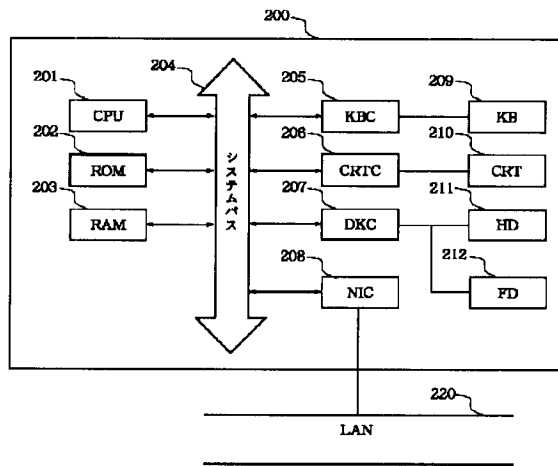 200
201
CPU
202
ROM
203
RAM
204
システムバス
205
KBC
206
CRTC
207
DKC
208
NIC
209
KB
210
CRT
211
HD
212
FD
220
LAN